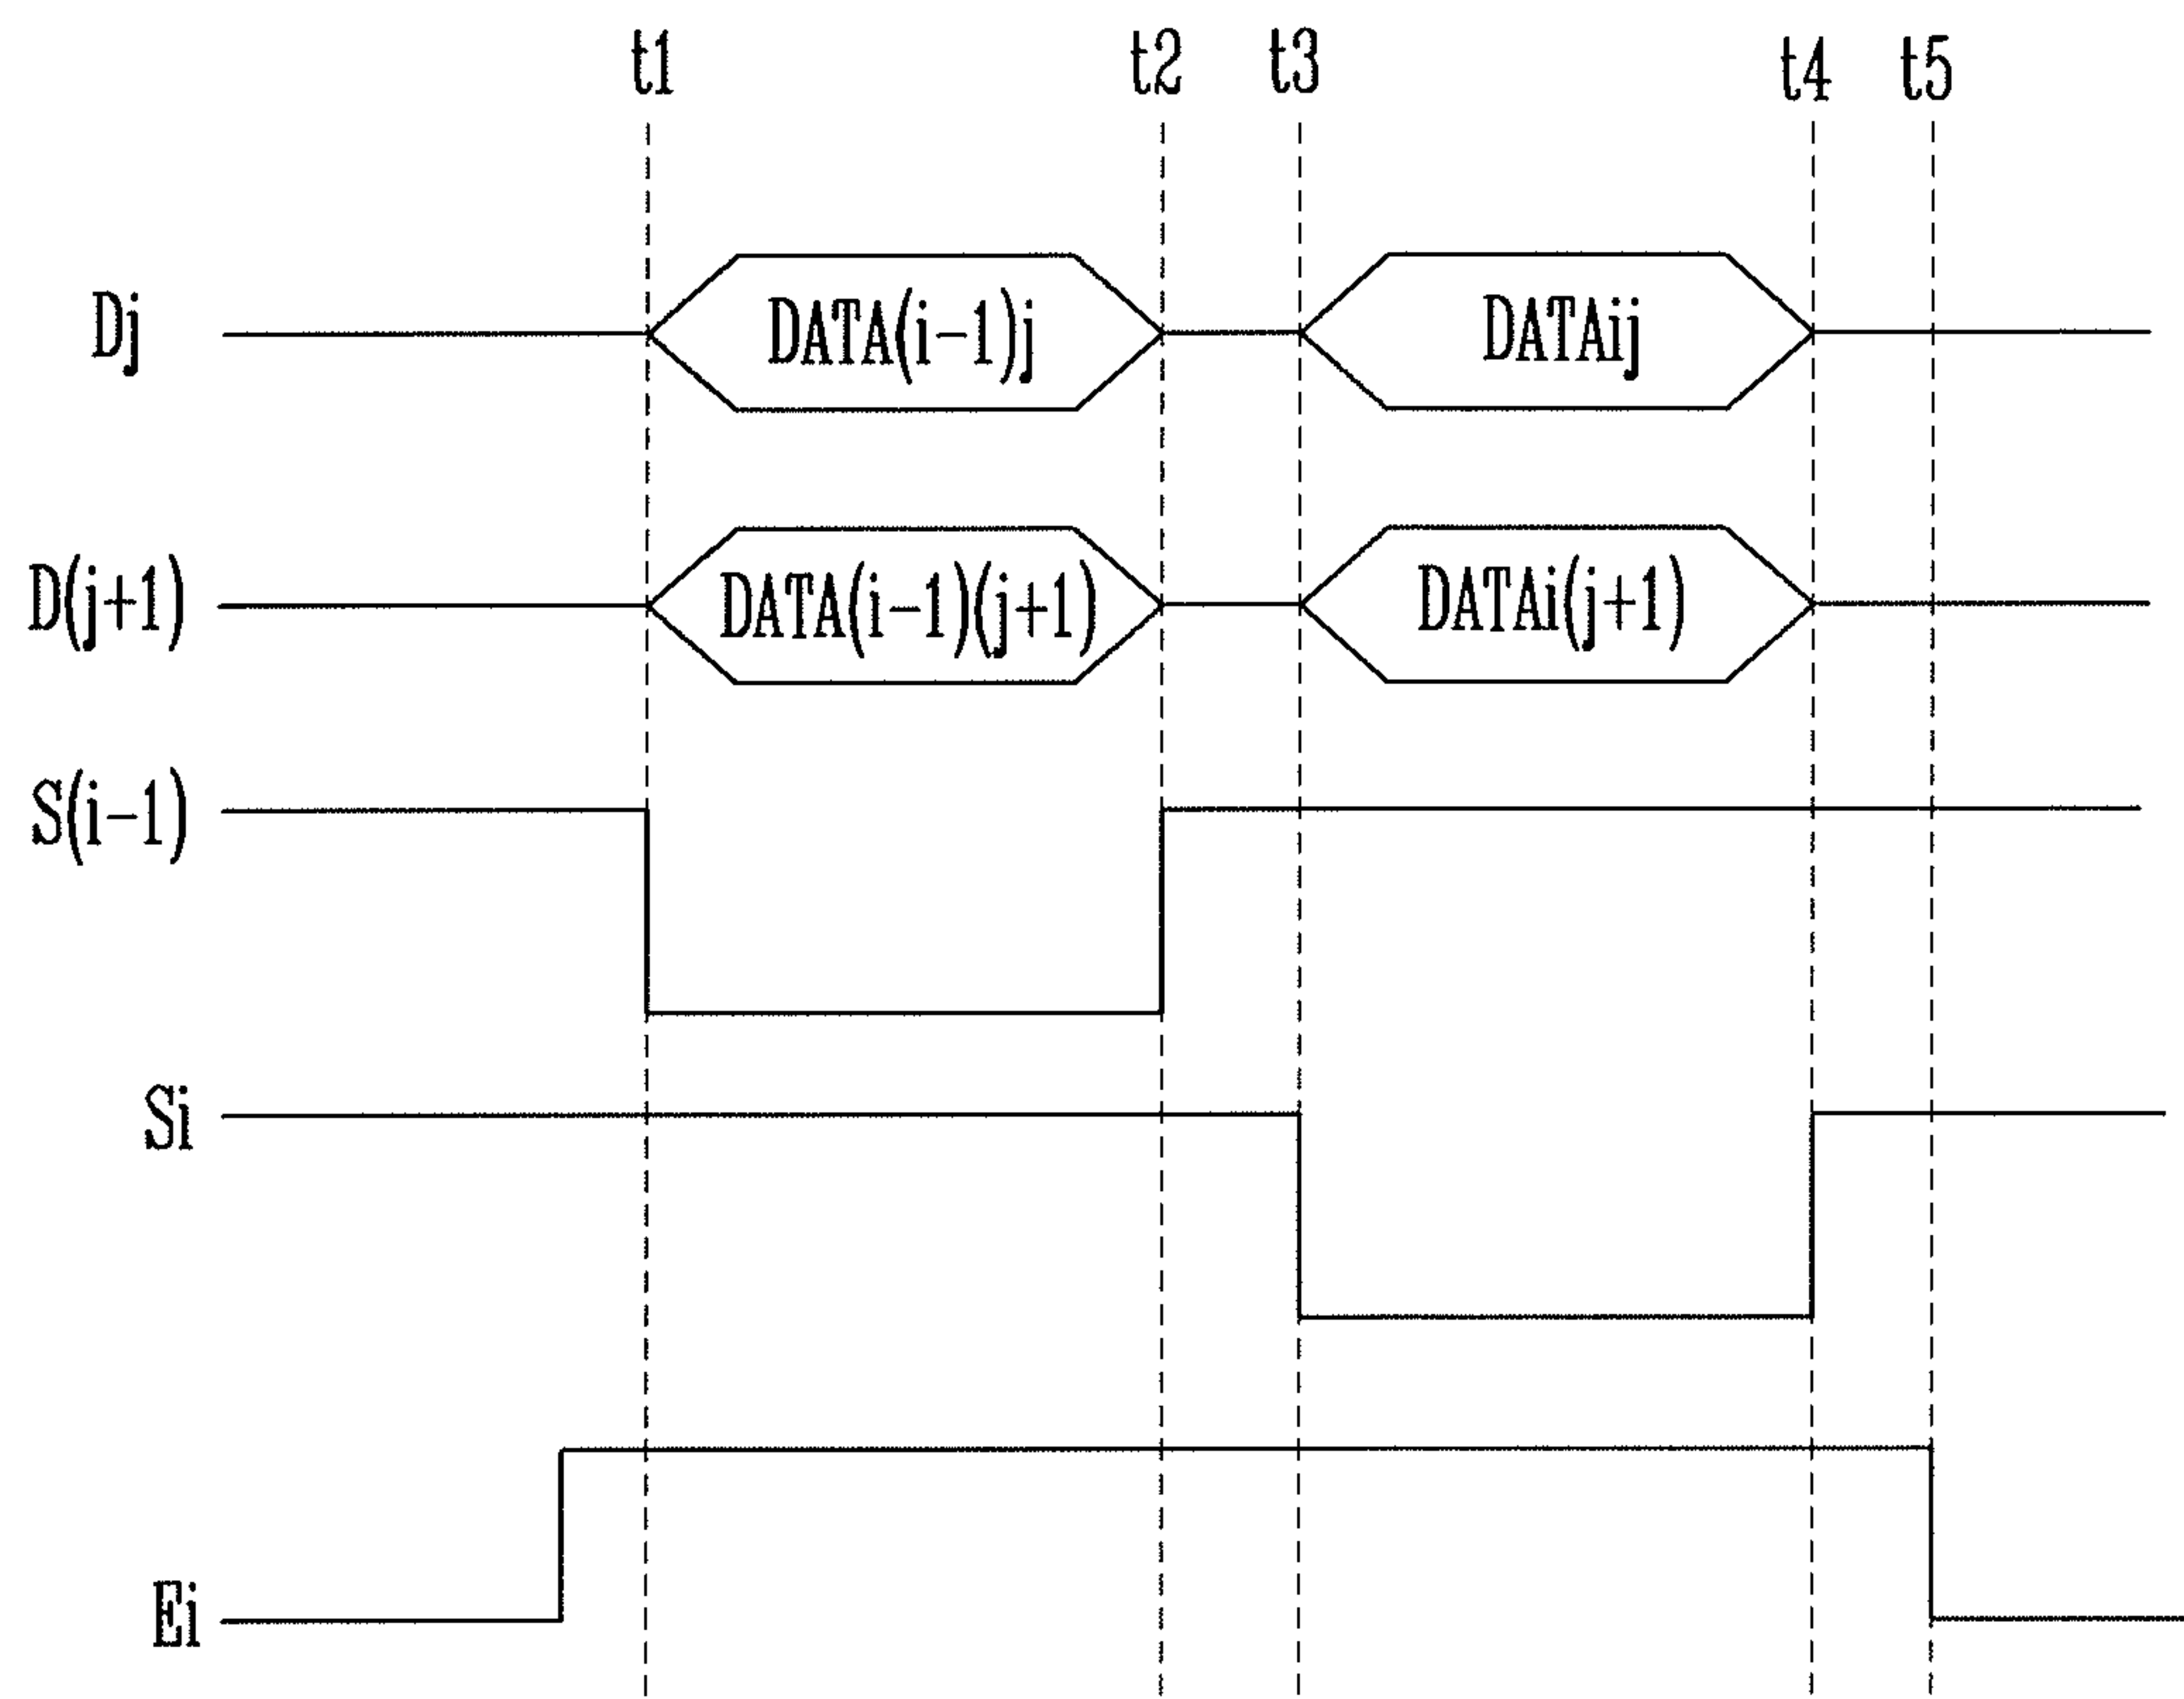 t1 t2 t3 t4 t5
Dj DATA(i-1)j DATAij
D(j+1) DATA(i-1)(j+1) DATAi(j+1)
S(i-1)
Si
Ei